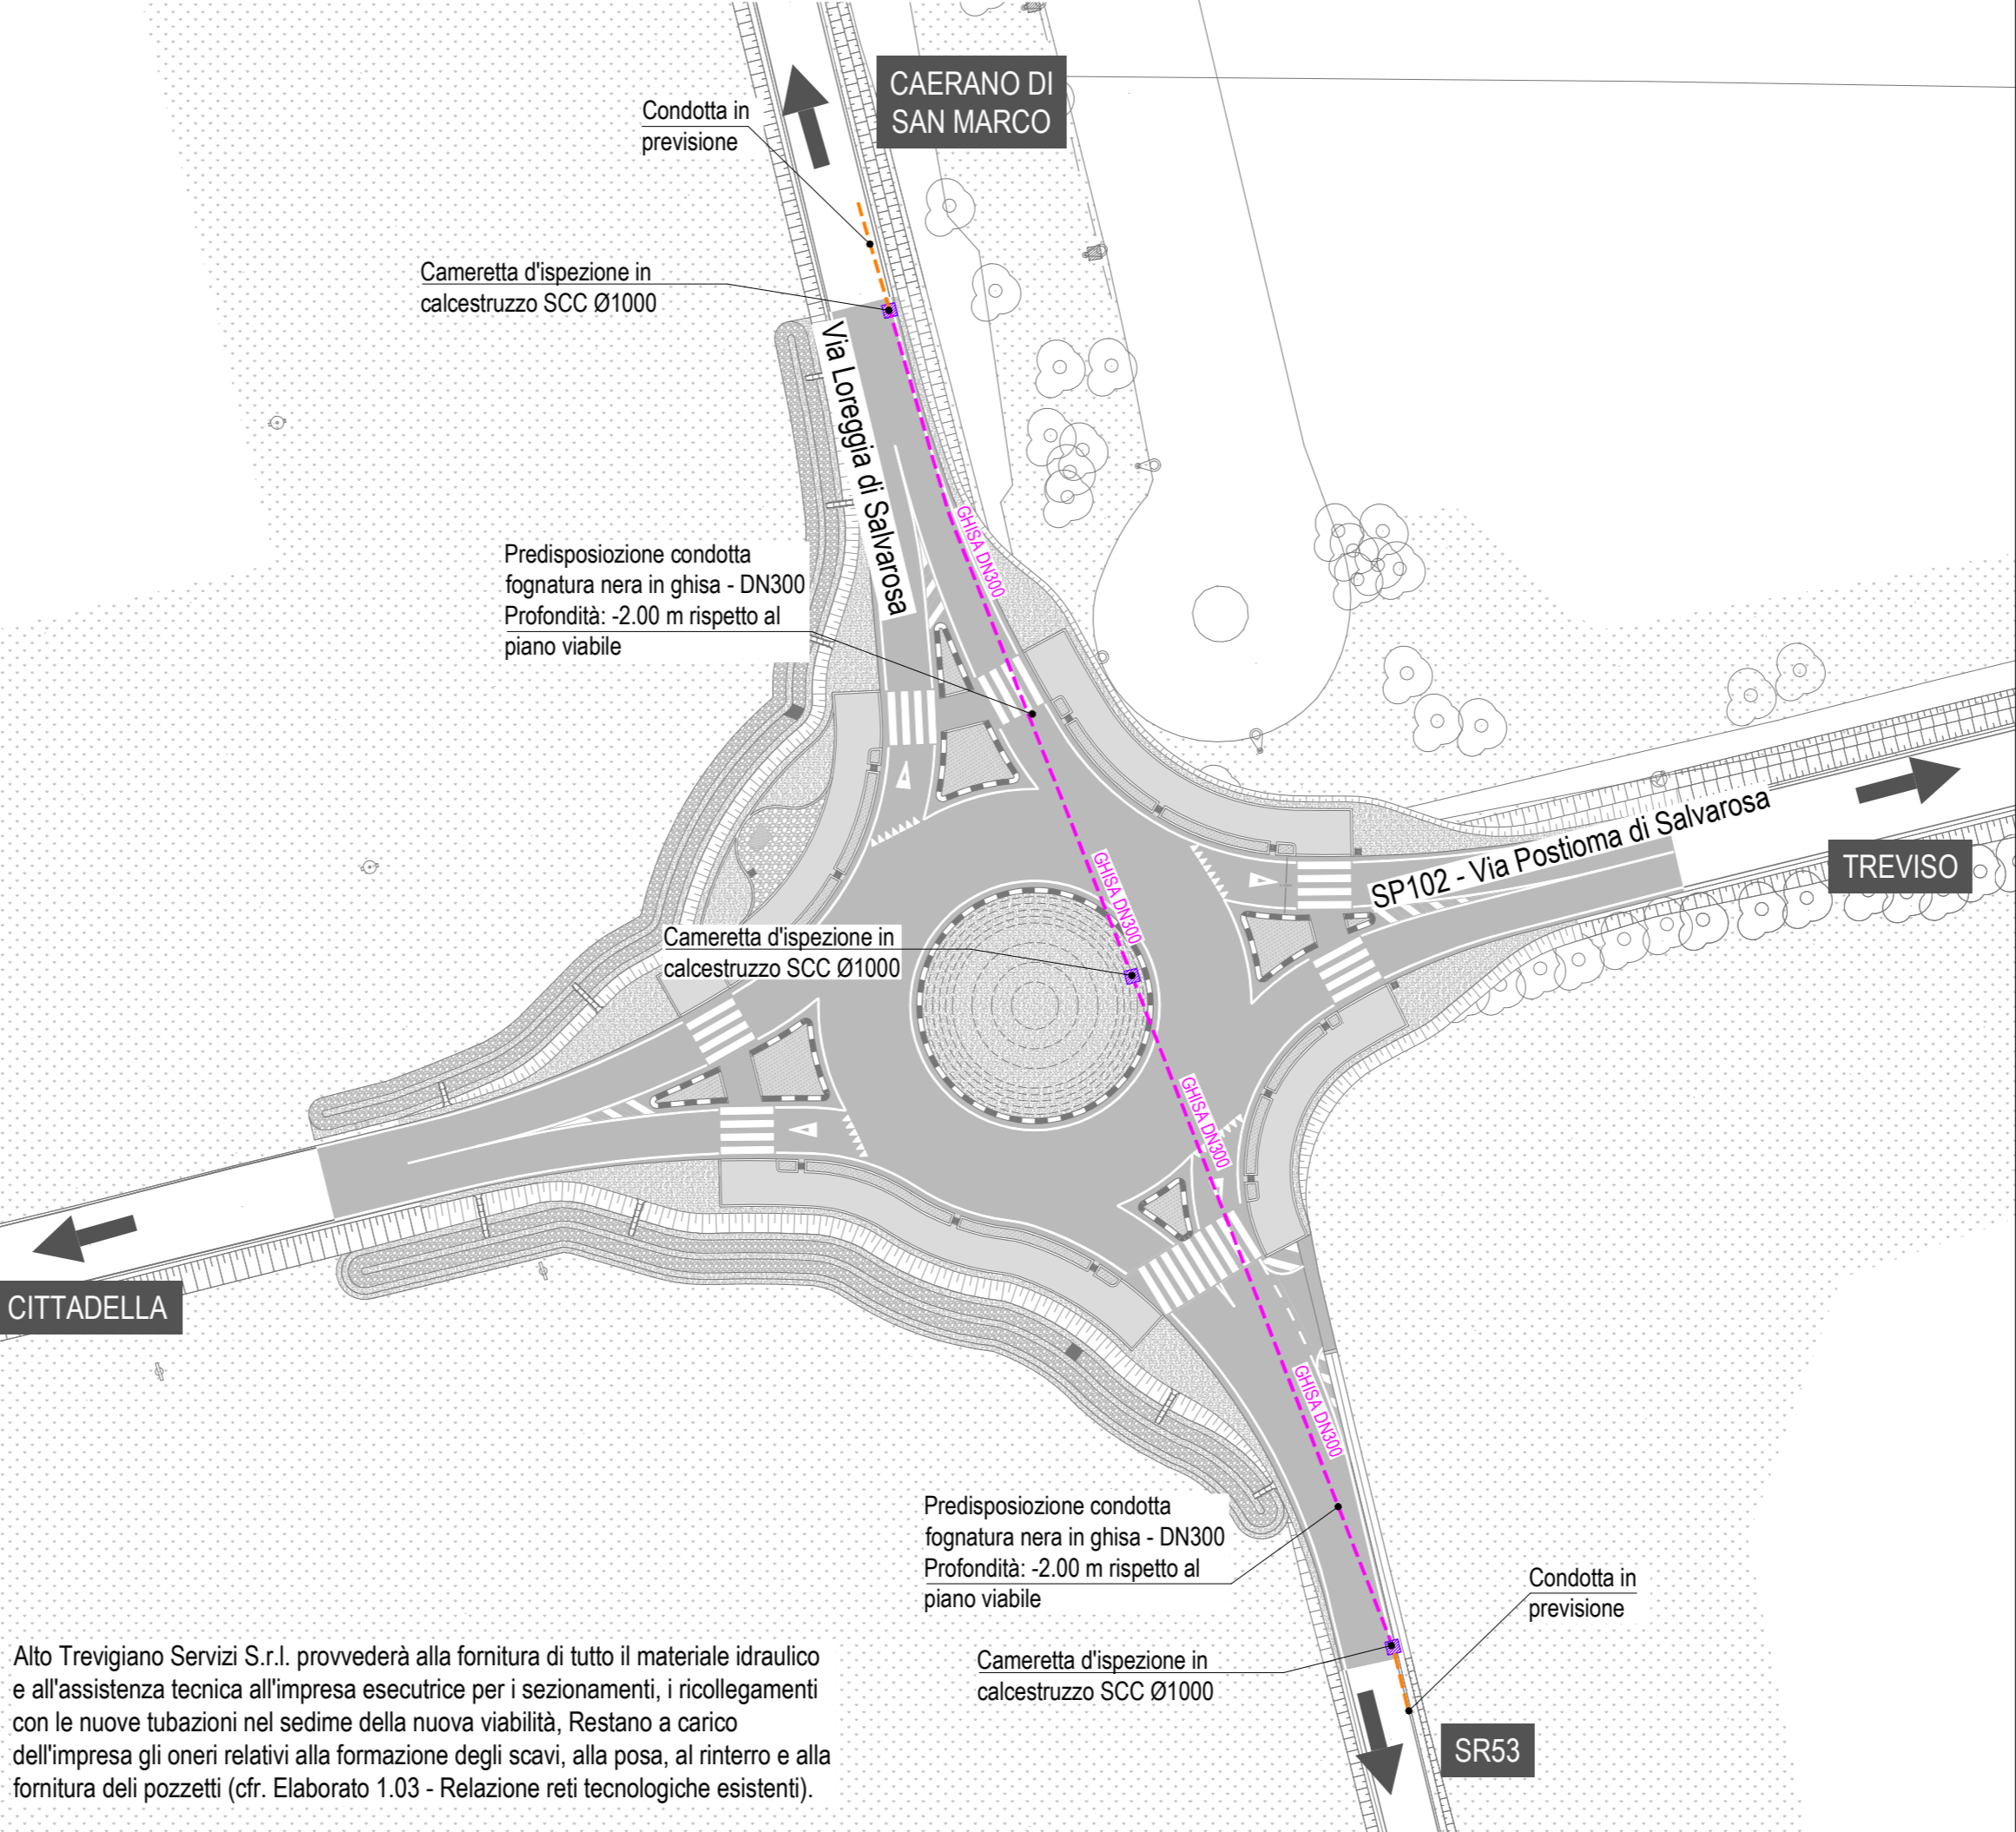 CAERANO DI
SAN MARCO
Condotta in
previsione
Cameretta d'ispezione in
calcestruzzo SCC Ø1000
Via Loreggia di Salvarosa
GHISA DN300
Predisposiozione condotta
fognatura nera in ghisa - DN300
Profondità: -2.00 m rispetto al
piano viabile
SP102 - Via Postioma di Salvarosa
TREVISO
GHISA DN300
Cameretta d'ispezione in
calcestruzzo SCC Ø1000
GHISA DN300
CITTADELLA
GHISA DN300
Predisposiozione condotta
fognatura nera in ghisa - DN300
Profondità: -2.00 m rispetto al
piano viabile
Condotta in
previsione
Cameretta d'ispezione in
calcestruzzo SCC Ø1000
SR53
Alto Trevigiano Servizi S.r.l. provvederà alla fornitura di tutto il materiale idraulico
e all'assistenza tecnica all'impresa esecutrice per i sezionamenti, i ricollegamenti
con le nuove tubazioni nel sedime della nuova viabilità, Restano a carico
dell'impresa gli oneri relativi alla formazione degli scavi, alla posa, al rinterro e alla
fornitura deli pozzetti (cfr. Elaborato 1.03 - Relazione reti tecnologiche esistenti).